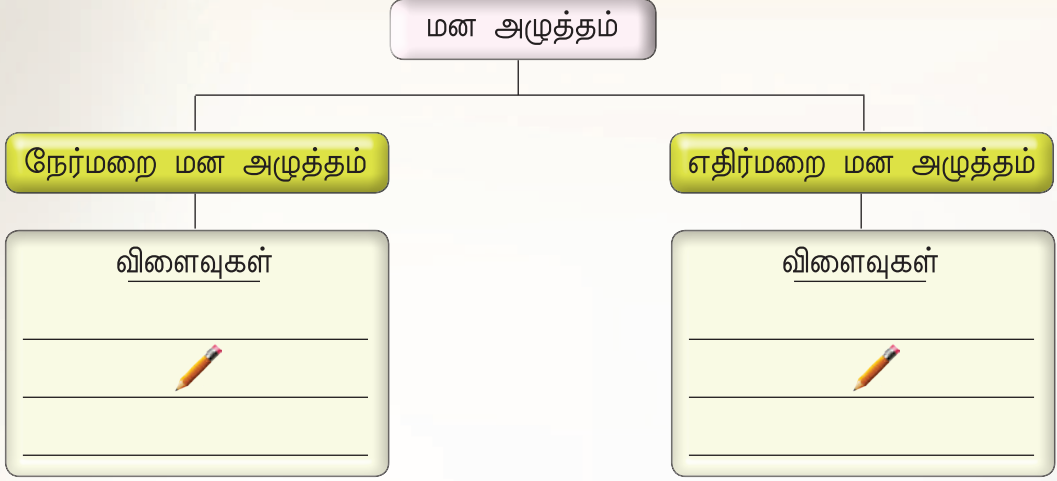 மன அழுத்தம்
நேர்மறை மன அழுத்தம்
எதிர்மறை மன அழுத்தம்
விளைவுகள்
விளைவுகள்